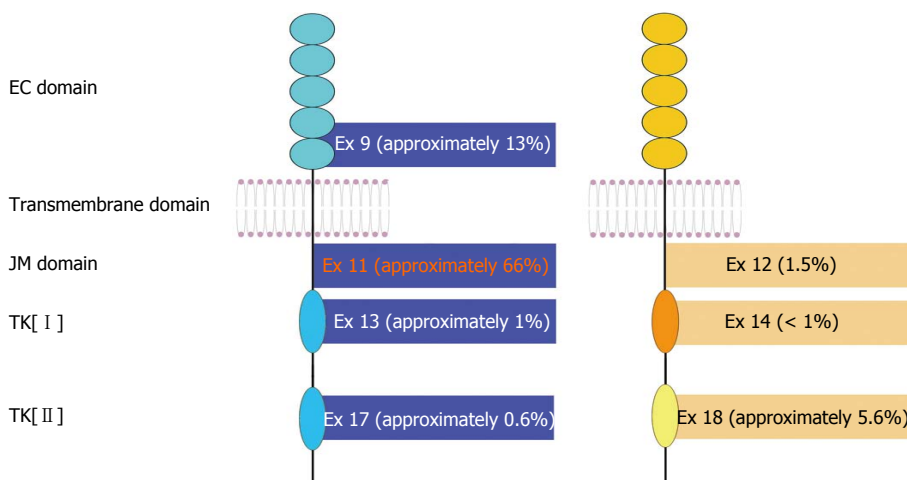 EC domain
Ex 9 (approximately 13%)
Transmembrane domain
JM domain
Ex 11 (approximately 66%)
Ex 12 (1.5%)
TK[ Ⅰ ]
Ex 13 (approximately 1%)
Ex 14 (< 1%)
TK[ Ⅱ ]
Ex 17 (approximately 0.6%)
Ex 18 (approximately 5.6%)